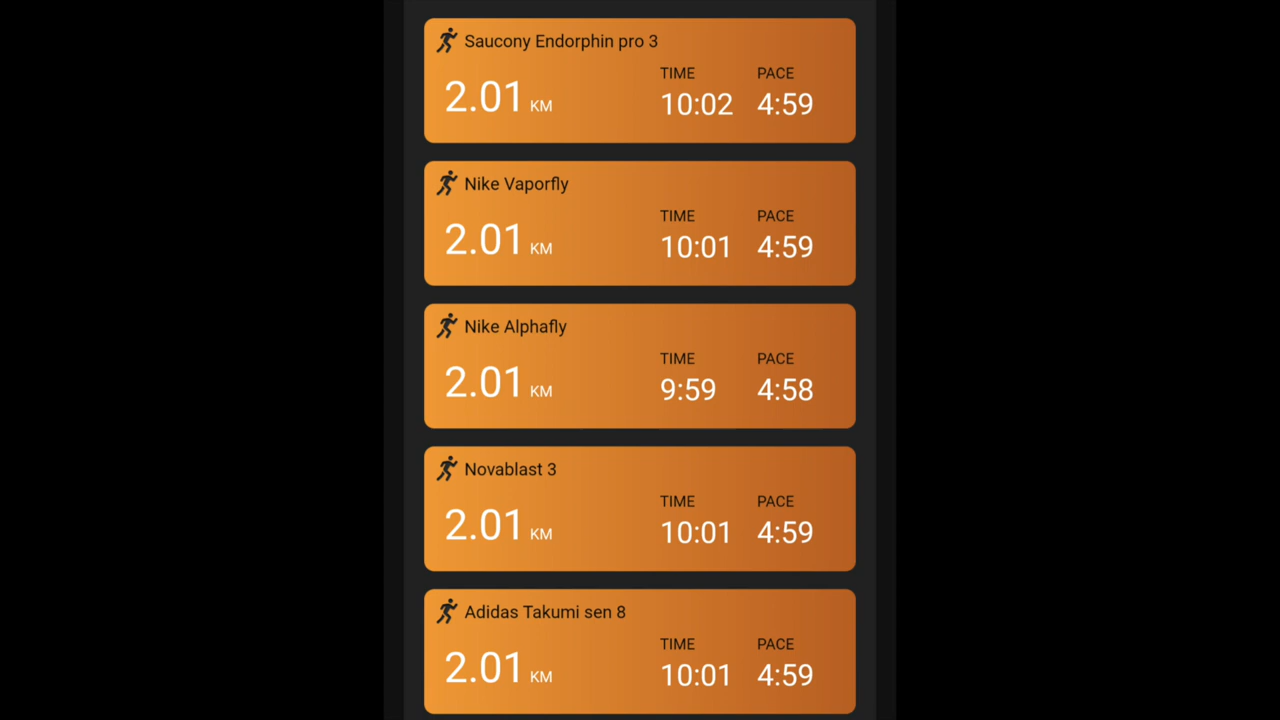 Saucony Endorphin pro 3
TIME PACE
2.01 KM 10:02 4:59
Nike Vaporfly
TIME PACE
2.01 KM 10:01 4:59
Nike Alphafly
TIME PACE
2.01 KM 9:59 4:58
Novablast 3
TIME PACE
2.01 KM 10:01 4:59
Adidas Takumi sen 8
TIME PACE
2.01 KM 10:01 4:59